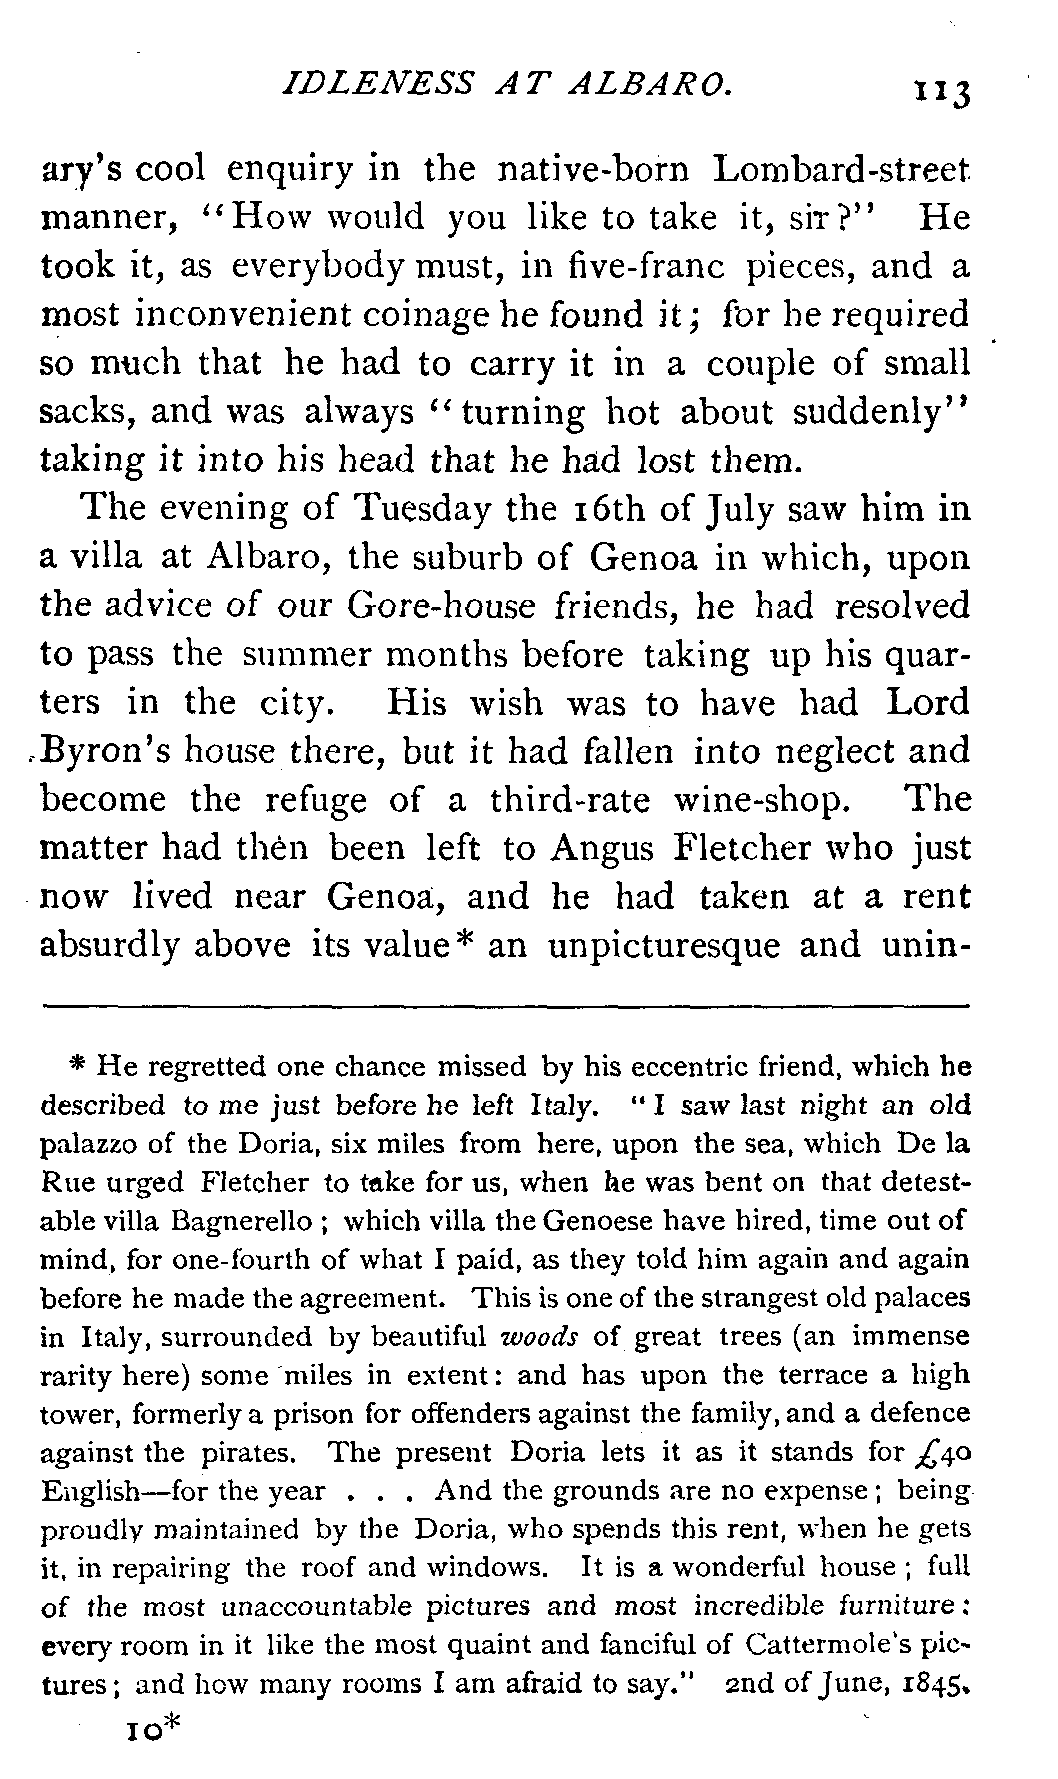 IDLENESS AT ALBARO. 113
ary's cool enquiry in the native-born Lombard-street
manner, "How would you like to take it, sir?" He
took it, as everybody must, in five-franc pieces, and a
most inconvenient coinage he found it; for he required
so much that he had to carry it in a couple of small
sacks, and was always "turning hot about suddenly"
taking it into his head that he had lost them.
The evening of Tuesday the 16th of July saw him in
a villa at Albaro, the suburb of Genoa in which, upon
the advice of our Gore-house friends, he had resolved
to pass the summer months before taking up his quar-
ters in the city. His wish was to have had Lord
Byron's house there, but it had fallen into neglect and
become the refuge of a third-rate wine-shop. The
matter had then been left to Angus Fletcher who just
now lived near Genoa, and he had taken at a rent
absurdly above its value* an unpicturesque and unin-
* He regretted one chance missed by his eccentric friend, which he
described to me just before he left Italy. "I saw last night an old
palazzo of the Doria, six miles from here, upon the sea, which De la
Rue urged Fletcher to take for us, when he was bent on that detest-
able villa Bagnerello; which villa the Genoese have hired, time out of
mind, for one-fourth of what I paid, as they told him again and again
before he made the agreement. This is one of the strangest old palaces
in Italy, surrounded by beautiful woods of great trees (an immense
rarity here) some miles in extent: and has upon the terrace a high
tower, formerly a prison for offenders against the family, and a defence
against the pirates. The present Doria lets it as it stands for £40
English—for the year . . . And the grounds are no expense; being
proudly maintained by the Doria, who spends this rent, when he gets
it, in repairing the roof and windows. It is a wonderful house; full
of the most unaccountable pictures and most incredible furniture:
every room in it like the most quaint and fanciful of Cattermole's pic-
tures; and how many rooms I am afraid to say." 2nd of June, 1845.
10*